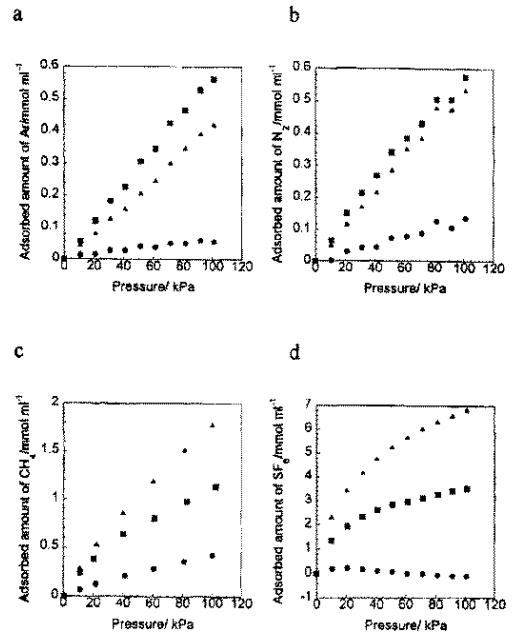 a
b
Adsorbed amount of Ar/mmol ml⁻¹
0.6
0.5
0.4
0.3
0.2
0.1
0
0 20 40 60 80 100 120
Pressure/ kPa
Adsorbed amount of N₂/mmol ml⁻¹
0.6
0.5
0.4
0.3
0.2
0.1
0
0 20 40 60 80 100 120
Pressure/ kPa
c
d
Adsorbed amount of CH₄/mmol ml⁻¹
2
1.5
1
0.5
0
0 20 40 60 80 100 120
Pressure/ kPa
Adsorbed amount of SF₆/mmol ml⁻¹
7
6
5
4
3
2
1
0
-1
0 20 40 60 80 100 120
Pressure/ kPa